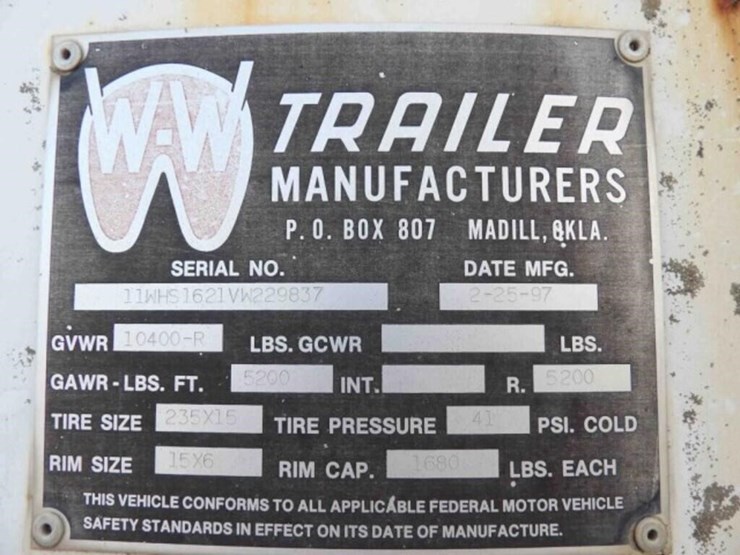 W-W TRAILER
MANUFACTURERS
P. O. BOX 807 MADILL, OKLA.
SERIAL NO. DATE MFG.
11WHS1621VW229837 2-25-97
GVWR 10400-R LBS. GCWR LBS.
GAWR - LBS. FT. 5200 INT. R. 5200
TIRE SIZE 235X15 TIRE PRESSURE 41 PSI. COLD
RIM SIZE 15X6 RIM CAP. 1680 LBS. EACH
THIS VEHICLE CONFORMS TO ALL APPLICABLE FEDERAL MOTOR VEHICLE
SAFETY STANDARDS IN EFFECT ON ITS DATE OF MANUFACTURE.